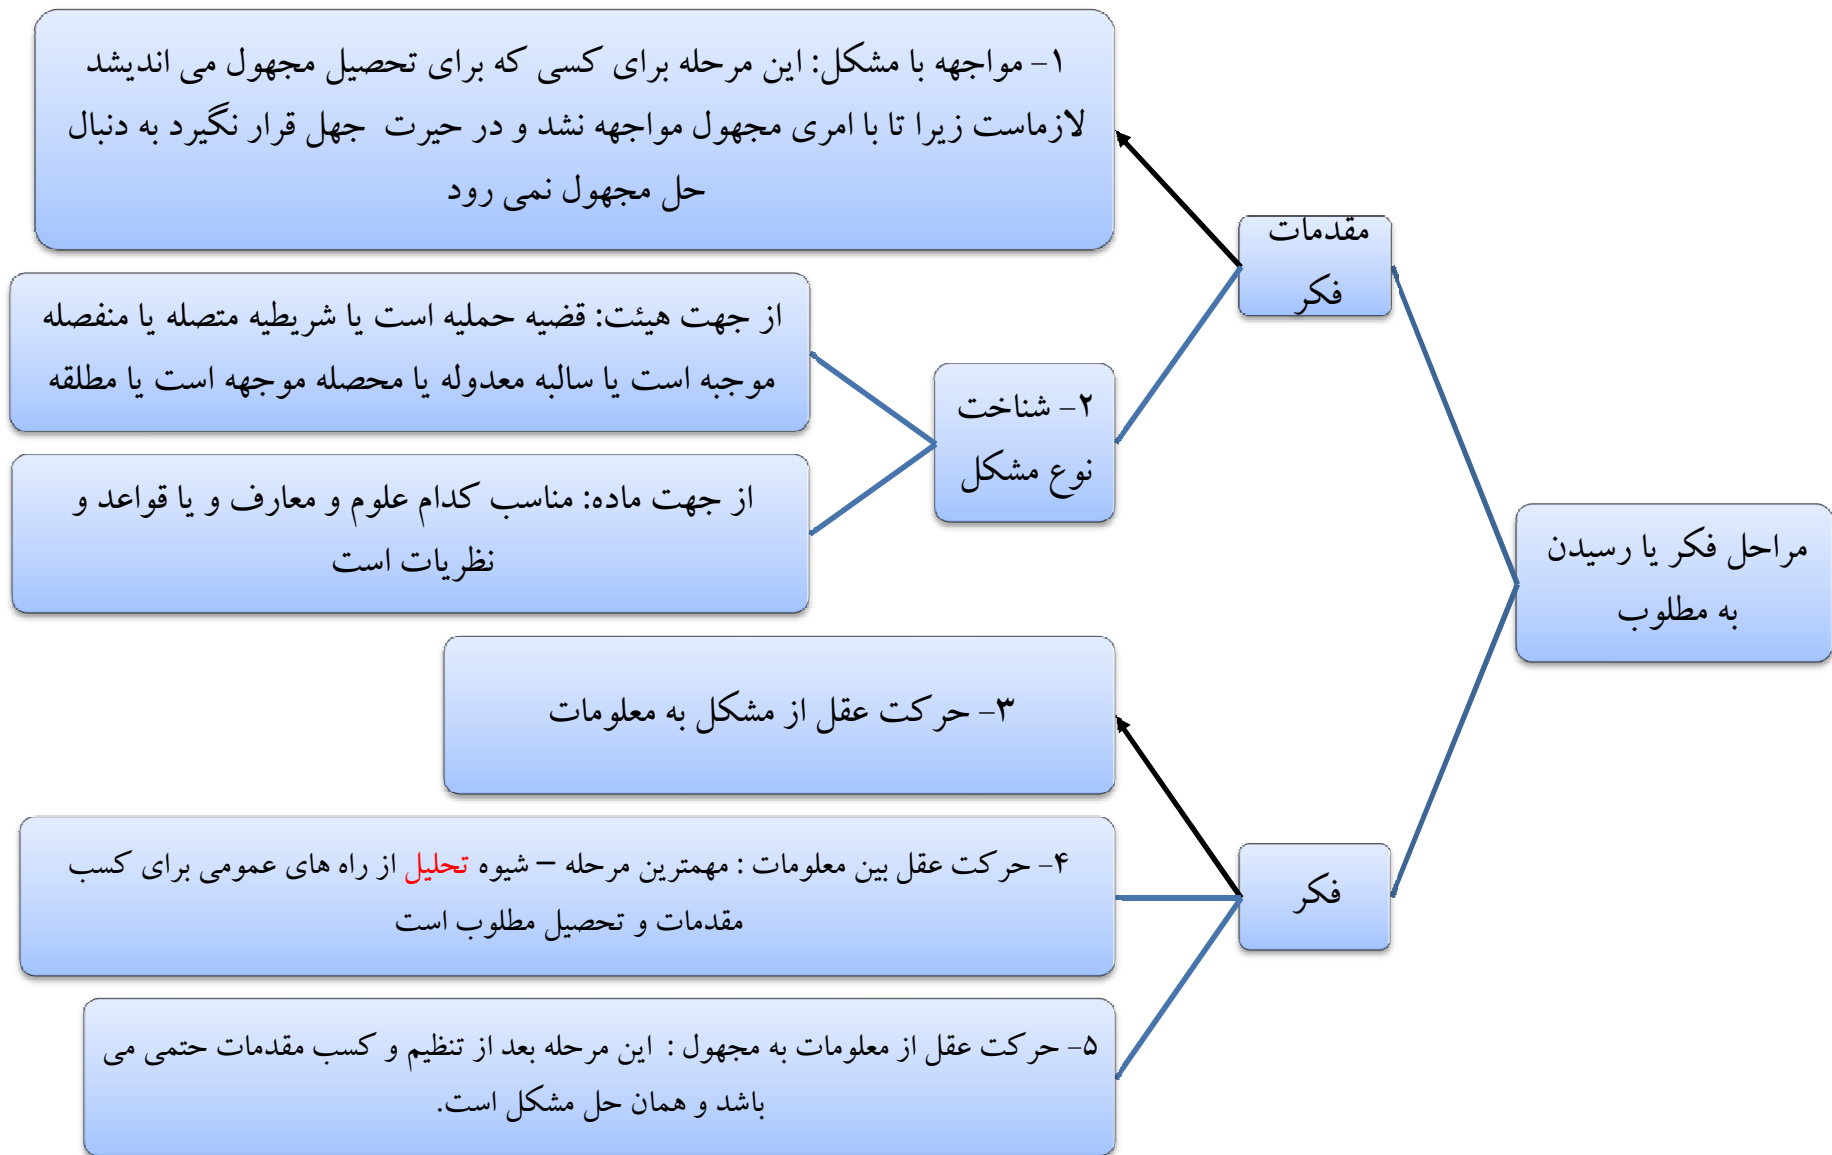 مراحل فکر یا رسیدن
به مطلوب
مقدمات
فکر
۱- مواجهه با مشکل: این مرحله برای کسی که برای تحصیل مجهول می اندیشد
لازماست زیرا تا با امری مجهول مواجهه نشد و در حیرت جهل قرار نگیرد به دنبال
حل مجهول نمی رود
۲- شناخت
نوع مشکل
از جهت هیئت: قضیه حملیه است یا شریطیه متصله یا منفصله
موجبه است یا سالبه معدوله یا محصله موجهه است یا مطلقه
از جهت ماده: مناسب کدام علوم و معارف و یا قواعد و
نظریات است
فکر
۳- حرکت عقل از مشکل به معلومات
۴- حرکت عقل بین معلومات : مهمترین مرحله – شیوه تحلیل از راه های عمومی برای کسب
مقدمات و تحصیل مطلوب است
۵- حرکت عقل از معلومات به مجهول : این مرحله بعد از تنظیم و کسب مقدمات حتمی می
باشد و همان حل مشکل است.